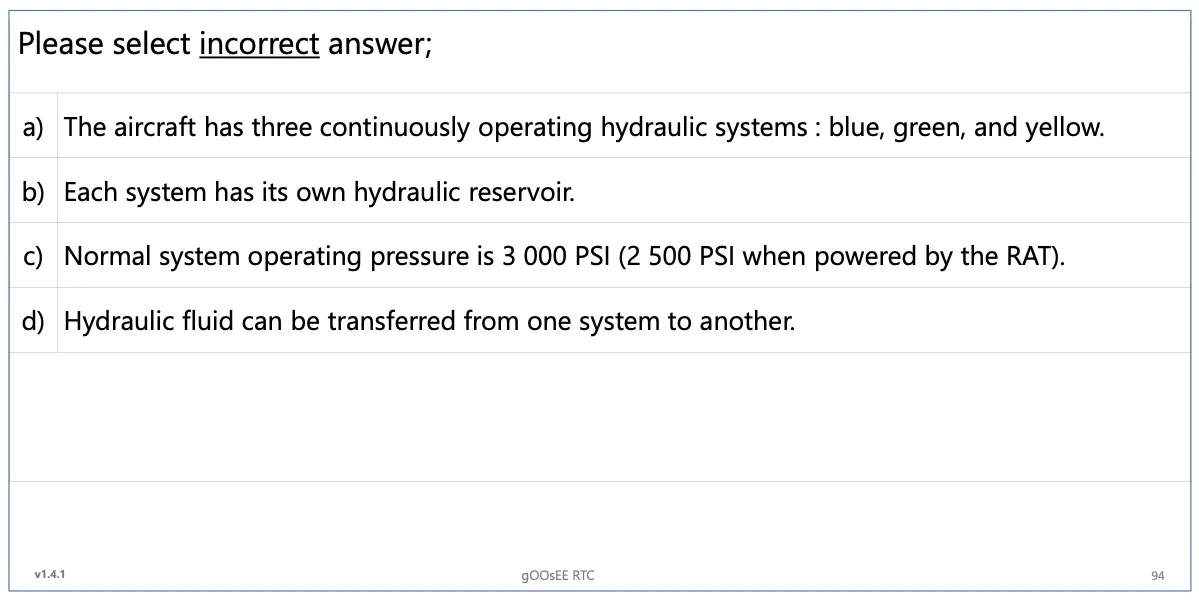 Please select incorrect answer;
a) The aircraft has three continuously operating hydraulic systems : blue, green, and yellow.
b) Each system has its own hydraulic reservoir.
c) Normal system operating pressure is 3 000 PSI (2 500 PSI when powered by the RAT).
d) Hydraulic fluid can be transferred from one system to another.
v1.4.1 gOOsEE RTC 94